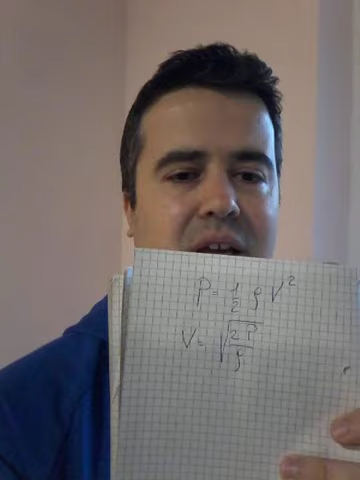 P = 1/2 ρ V²
V = √(2P/ρ)